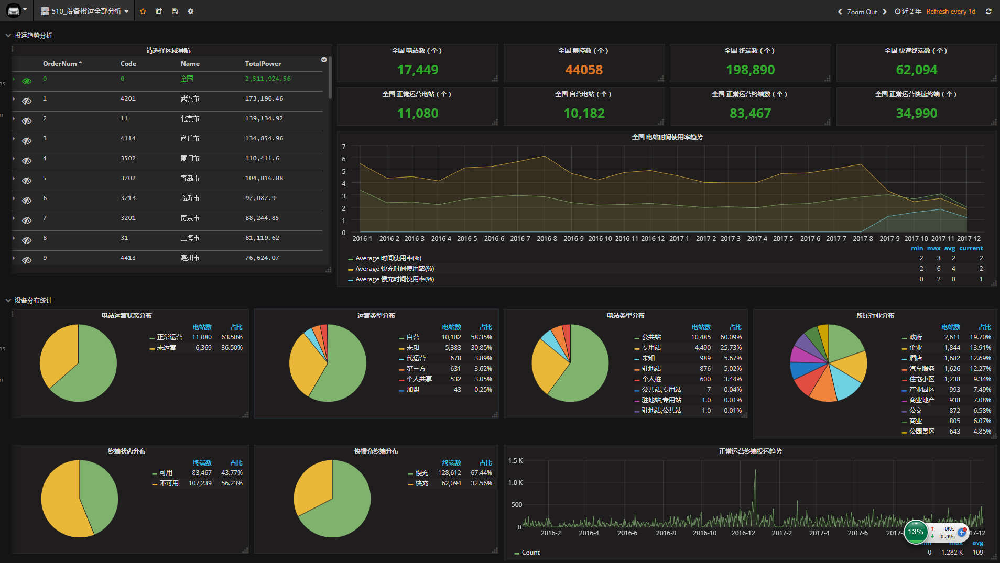 510_设备投运全部分析
Zoom Out
近 2 年
Refresh every 1d
投运趋势分析
请选择区域导航
OrderNum Code Name TotalPower
0 0 全国 2,511,924.56
1 4201 武汉市 173,196.46
2 11 北京市 139,134.92
3 4114 商丘市 134,854.96
4 3502 厦门市 110,411.6
5 3702 青岛市 104,816.88
6 3713 临沂市 97,087.9
7 3201 南京市 88,244.85
8 31 上海市 81,119.62
9 4413 惠州市 76,624.07
全国 电站数 ( 个 )
17,449
全国 集控数 ( 个 )
44058
全国 终端数 ( 个 )
198,890
全国 快速终端数 ( 个 )
62,094
全国 正常运营电站 ( 个 )
11,080
全国 自营电站 ( 个 )
10,182
全国 正常运营终端数 ( 个 )
83,467
全国 正常运营快速终端 ( 个 )
34,990
全国 电站时间使用率趋势
7
6
5
4
3
2
1
0
2016-1 2016-2 2016-3 2016-4 2016-5 2016-6 2016-7 2016-8 2016-9 2016-10 2016-11 2016-12 2017-1 2017-2 2017-3 2017-4 2017-5 2017-6 2017-7 2017-8 2017-9 2017-10 2017-11 2017-12
min max avg current
Average 时间使用率(%) 2 3 2 2
Average 快充时间使用率(%) 2 6 4 2
Average 慢充时间使用率(%) 0 2 0 1
设备分布统计
电站运营状态分布
电站数 占比
正常运营 11,080 63.50%
未运营 6,369 36.50%
运营类型分布
电站数 占比
自营 10,182 58.35%
未知 5,383 30.85%
代运营 678 3.89%
第三方 631 3.62%
个人共享 532 3.05%
加盟 43 0.25%
电站类型分布
电站数 占比
公共站 10,485 60.09%
专用站 4,490 25.73%
未知 989 5.67%
驻地站 876 5.02%
个人桩 600 3.44%
公共站,专用站 7 0.04%
驻地站,专用站 1.0 0.01%
驻地站,公共站 1.0 0.01%
所属行业分布
电站数 占比
政府 2,611 19.70%
企业 1,844 13.91%
酒店 1,682 12.69%
汽车服务 1,626 12.27%
住宅小区 1,238 9.34%
产业园区 993 7.49%
商业地产 938 7.08%
公交 872 6.58%
商业 805 6.07%
公园景区 643 4.85%
终端状态分布
终端数 占比
可用 83,467 43.77%
不可用 107,239 56.23%
快慢充终端分布
终端数 占比
慢充 128,612 67.44%
快充 62,094 32.56%
正常运营终端投运趋势
1.5 K
1.0 K
500
0
2016-2 2016-4 2016-6 2016-8 2016-10 2016-12 2017-2 2017-4 2017-6 17-12
13%
0K/s
0.2K/s
max avg
Count 0 1.282 K 109